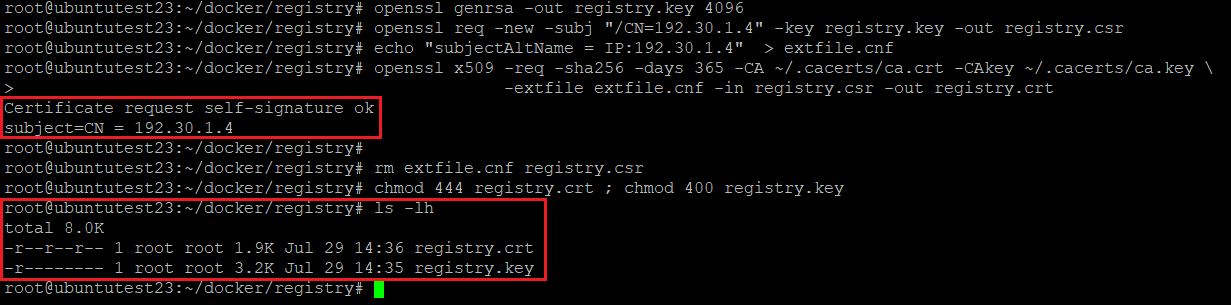 root@ubuntutest23:~/docker/registry# openssl genrsa -out registry.key 4096
root@ubuntutest23:~/docker/registry# openssl req -new -subj "/CN=192.30.1.4" -key registry.key -out registry.csr
root@ubuntutest23:~/docker/registry# echo "subjectAltName = IP:192.30.1.4"  > extfile.cnf
root@ubuntutest23:~/docker/registry# openssl x509 -req -sha256 -days 365 -CA ~/.cacerts/ca.crt -CAkey ~/.cacerts/ca.key \
>                                                  -extfile extfile.cnf -in registry.csr -out registry.crt
Certificate request self-signature ok
subject=CN = 192.30.1.4
root@ubuntutest23:~/docker/registry#
root@ubuntutest23:~/docker/registry# rm extfile.cnf registry.csr
root@ubuntutest23:~/docker/registry# chmod 444 registry.crt ; chmod 400 registry.key
root@ubuntutest23:~/docker/registry# ls -lh
total 8.0K
-r--r--r-- 1 root root 1.9K Jul 29 14:36 registry.crt
-r-------- 1 root root 3.2K Jul 29 14:35 registry.key
root@ubuntutest23:~/docker/registry#